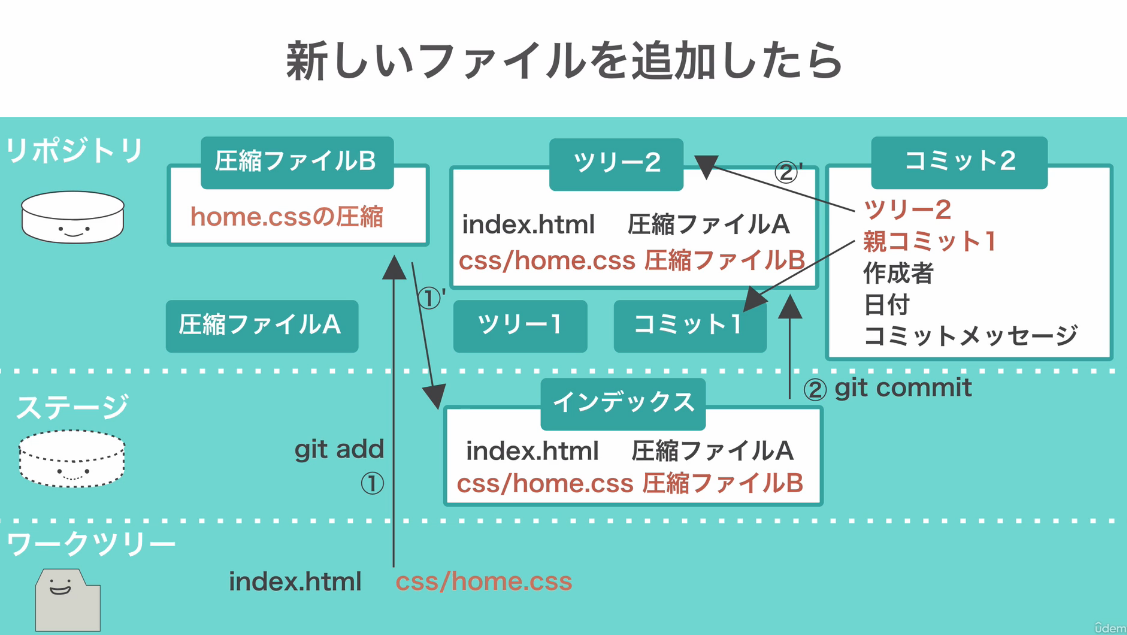 新しいファイルを追加したら
リポジトリ
圧縮ファイルB
home.cssの圧縮
圧縮ファイルA
ツリー2
index.html 圧縮ファイルA
css/home.css 圧縮ファイルB
ツリー1
コミット1
コミット2
ツリー2
親コミット1
作成者
日付
コミットメッセージ
②'
①'
ステージ
インデックス
index.html 圧縮ファイルA
css/home.css 圧縮ファイルB
② git commit
git add
①
ワークツリー
index.html css/home.css
ûdemy